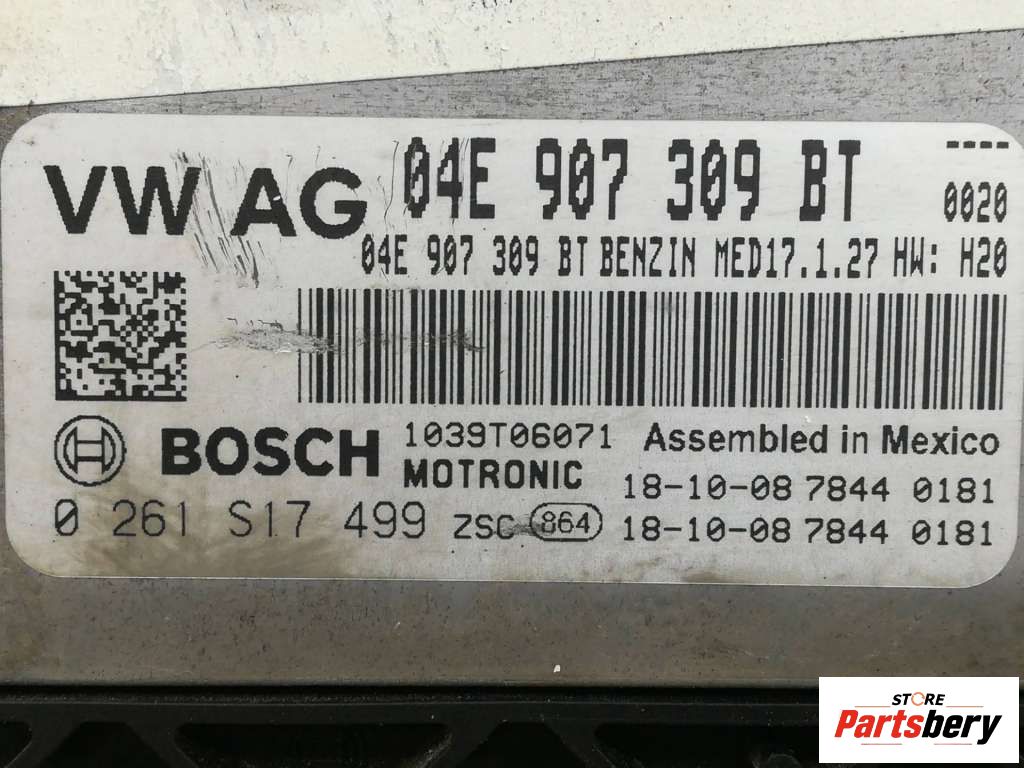 VW AG 04E 907 309 BT ----
0020
04E 907 309 BT BENZIN MED17.1.27 HW: H20
BOSCH 1039T06071 Assembled in Mexico
MOTRONIC 18-10-08 7844 0181
0 261 S17 499 ZSC 864 18-10-08 7844 0181
STORE
Partsbery